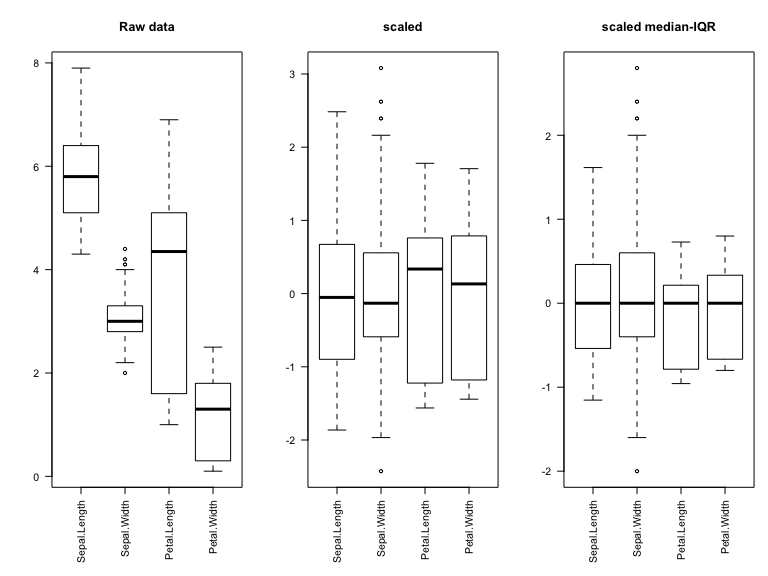 Raw data
8
6
4
2
0
Sepal.Length
Sepal.Width
Petal.Length
Petal.Width
scaled
3
2
1
0
-1
-2
Sepal.Length
Sepal.Width
Petal.Length
Petal.Width
scaled median-IQR
2
1
0
-1
-2
Sepal.Length
Sepal.Width
Petal.Length
Petal.Width